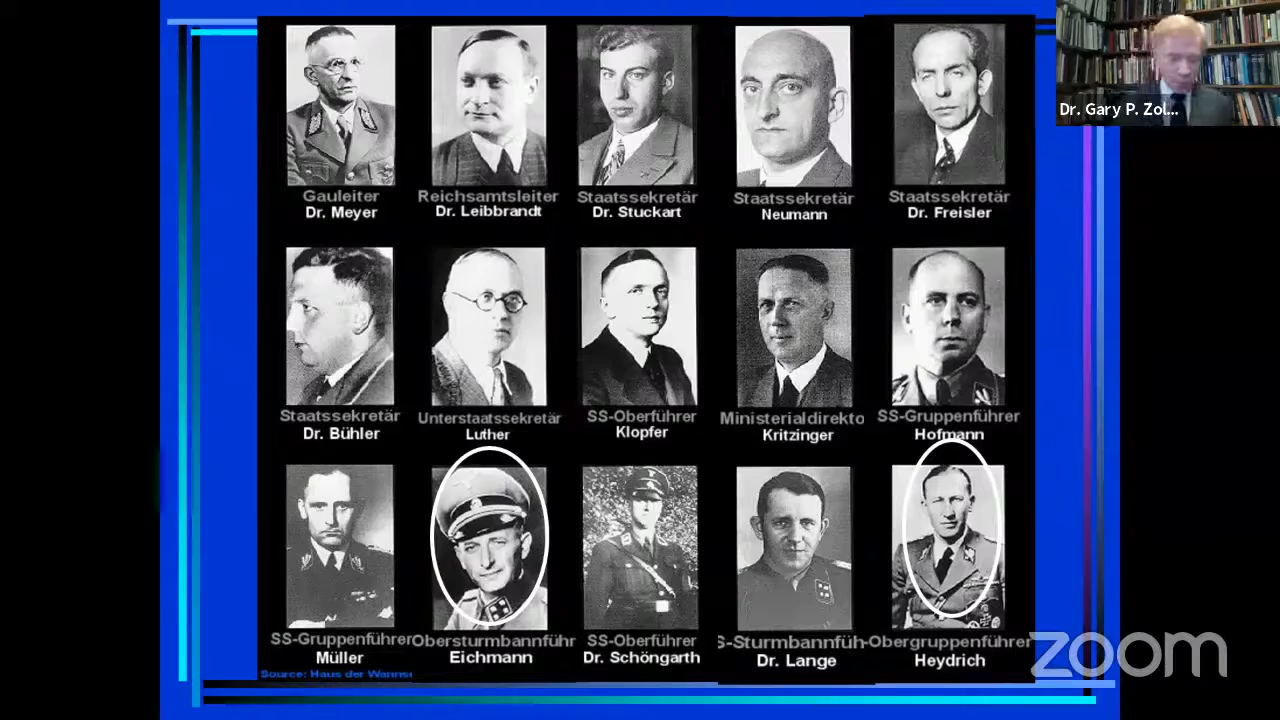 Dr. Gary P. Zol...
Gauleiter
Dr. Meyer
Reichsamtsleiter
Dr. Leibbrandt
Staatssekretär
Dr. Stuckart
Staatssekretär
Neumann
Staatssekretär
Dr. Freisler
Staatssekretär
Dr. Bühler
Unterstaatssekretär
Luther
SS-Oberführer
Klopfer
Ministerialdirekto
Kritzinger
SS-Gruppenführer
Hofmann
SS-Gruppenführer
Müller
Obersturmbannführ
Eichmann
SS-Oberführer
Dr. Schöngarth
S-Sturmbannfüh
Dr. Lange
-Obergruppenführer
Heydrich
Source: Haus der Wannse
zoom